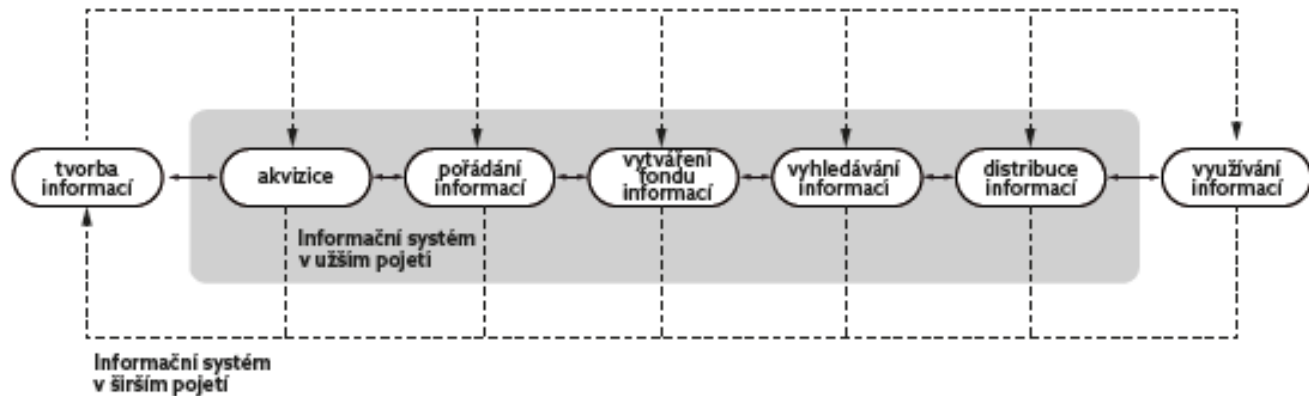 tvorba
informací
akvizice
pořádání
informací
vytváření
fondu
informací
vyhledávání
informací
distribuce
informací
využívání
informací
Informační systém
v užším pojetí
Informační systém
v širším pojetí